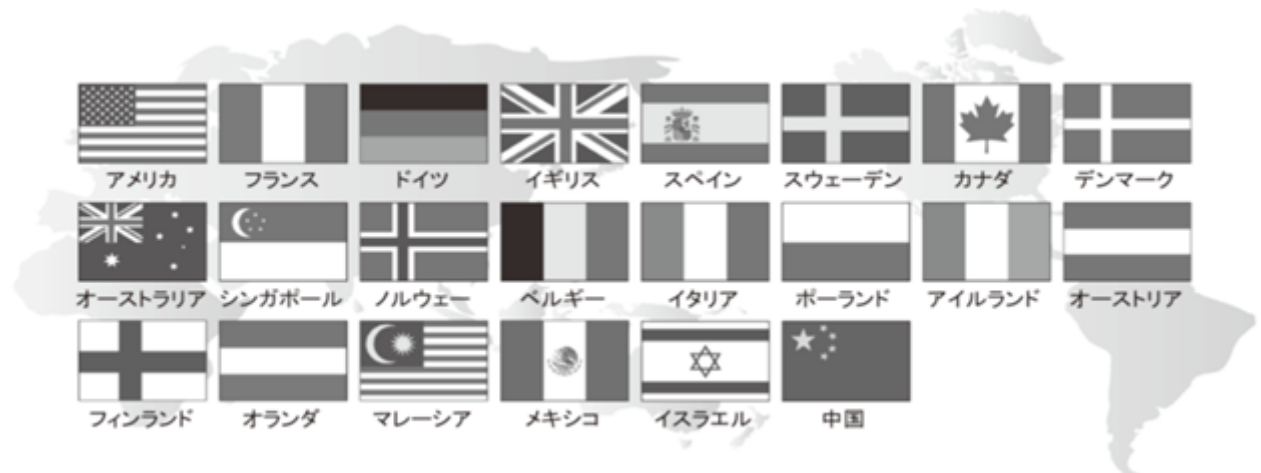 アメリカ フランス ドイツ イギリス スペイン スウェーデン カナダ デンマーク
オーストラリア シンガポール ノルウェー ベルギー イタリア ポーランド アイルランド オーストリア
フィンランド オランダ マレーシア メキシコ イスラエル 中国